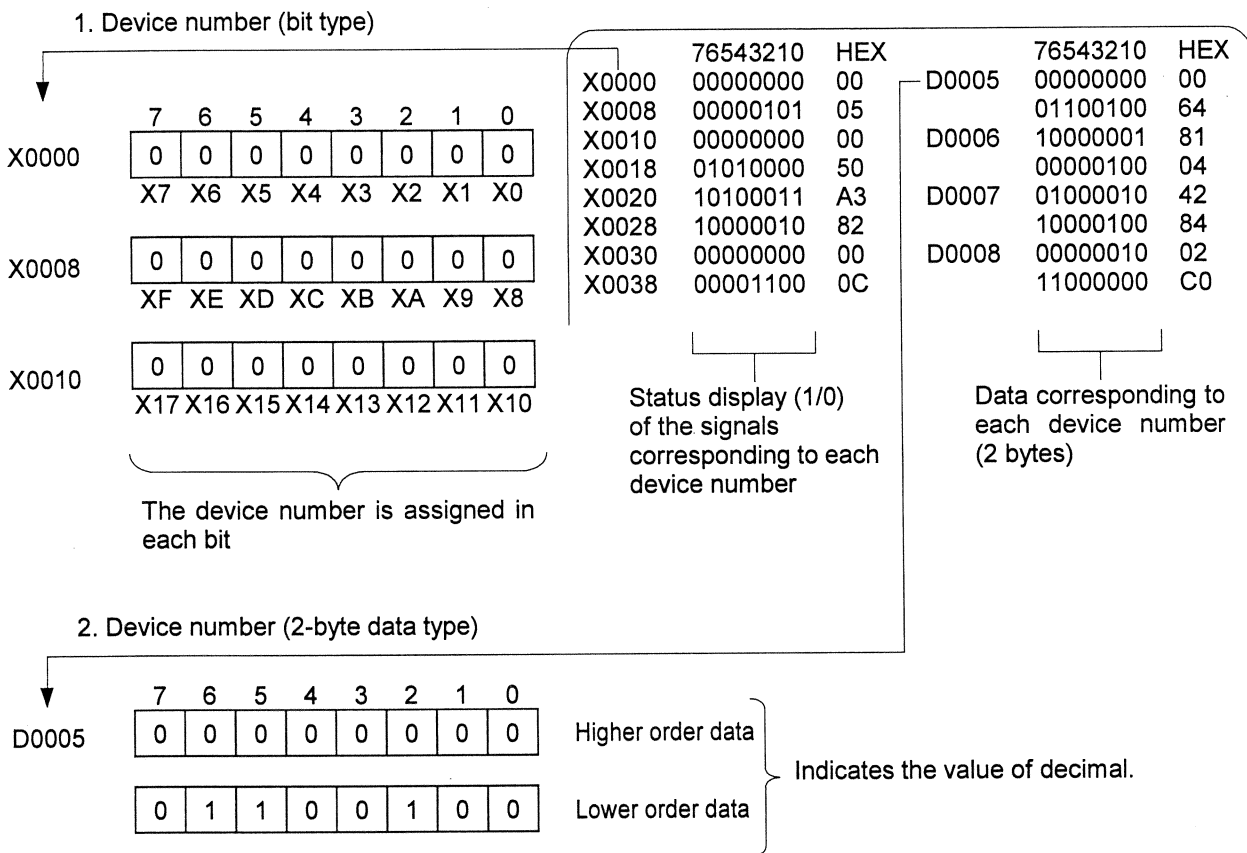 1. Device number (bit type)
76543210 HEX 76543210 HEX
X0000 00000000 00 D0005 00000000 00
X0008 00000101 05 01100100 64
X0010 00000000 00 D0006 10000001 81
X0018 01010000 50 00000100 04
X0020 10100011 A3 D0007 01000010 42
X0028 10000010 82 10000100 84
X0030 00000000 00 D0008 00000010 02
X0038 00001100 0C 11000000 C0
7 6 5 4 3 2 1 0
X0000 0 0 0 0 0 0 0 0
X7 X6 X5 X4 X3 X2 X1 X0
X0008 0 0 0 0 0 0 0 0
XF XE XD XC XB XA X9 X8
X0010 0 0 0 0 0 0 0 0
X17 X16 X15 X14 X13 X12 X11 X10
The device number is assigned in
each bit
Status display (1/0)
of the signals
corresponding to each
device number
Data corresponding to
each device number
(2 bytes)
2. Device number (2-byte data type)
7 6 5 4 3 2 1 0
D0005 0 0 0 0 0 0 0 0 Higher order data
0 1 1 0 0 1 0 0 Lower order data
Indicates the value of decimal.